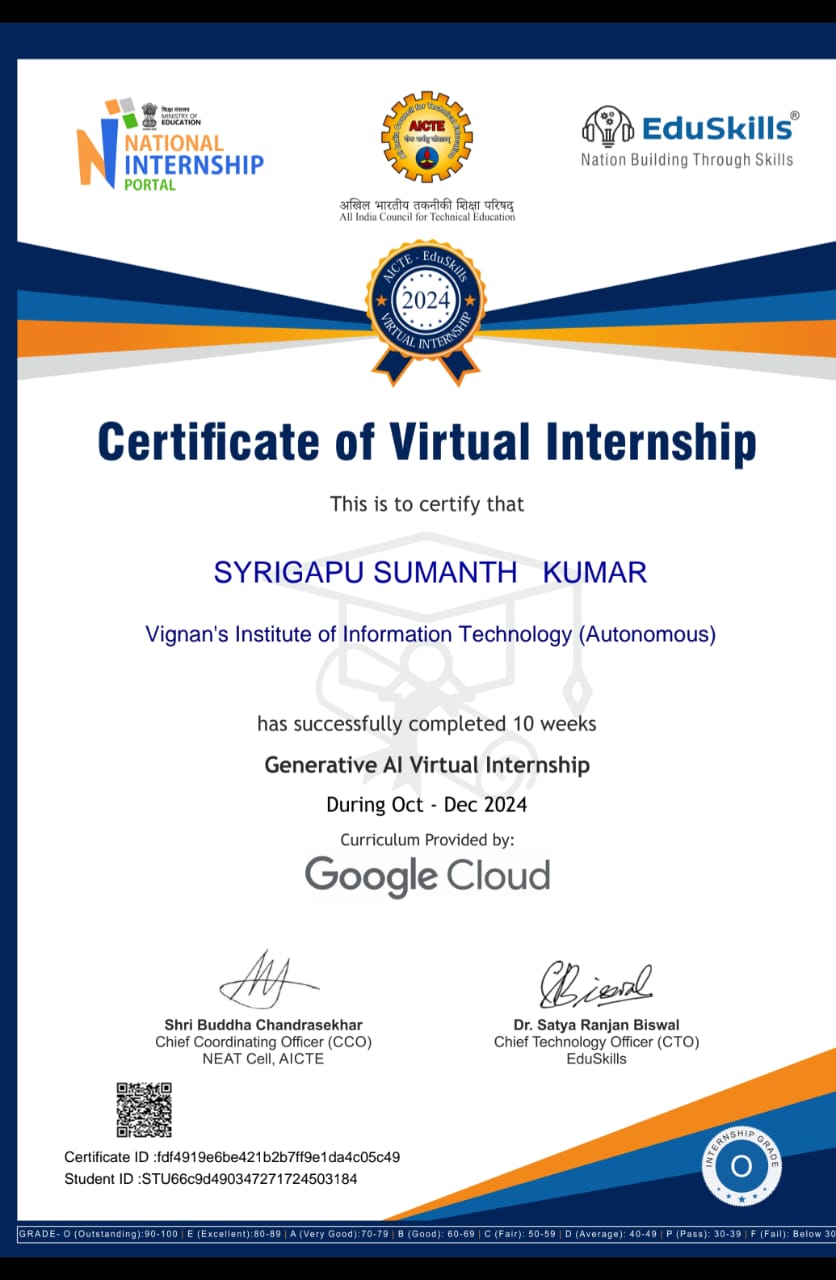 शिक्षा मंत्रालय
MINISTRY OF
EDUCATION
NATIONAL
INTERNSHIP
PORTAL
All India Council for Technical Education
AICTE
EduSkills®
Nation Building Through Skills
अखिल भारतीय तकनीकी शिक्षा परिषद्
All India Council for Technical Education
AICTE - EduSkills
2024
VIRTUAL INTERNSHIP
Certificate of Virtual Internship
This is to certify that
SYRIGAPU SUMANTH KUMAR
Vignan's Institute of Information Technology (Autonomous)
has successfully completed 10 weeks
Generative AI Virtual Internship
During Oct - Dec 2024
Curriculum Provided by:
Google Cloud
Shri Buddha Chandrasekhar
Chief Coordinating Officer (CCO)
NEAT Cell, AICTE
Dr. Satya Ranjan Biswal
Chief Technology Officer (CTO)
EduSkills
Certificate ID :fdf4919e6be421b2b7ff9e1da4c05c49
Student ID :STU66c9d490347271724503184
INTERNSHIP GRADE
O
GRADE- O (Outstanding):90-100 | E (Excellent):80-89 | A (Very Good):70-79 | B (Good): 60-69 | C (Fair): 50-59 | D (Average): 40-49 | P (Pass): 30-39 | F (Fail): Below 30